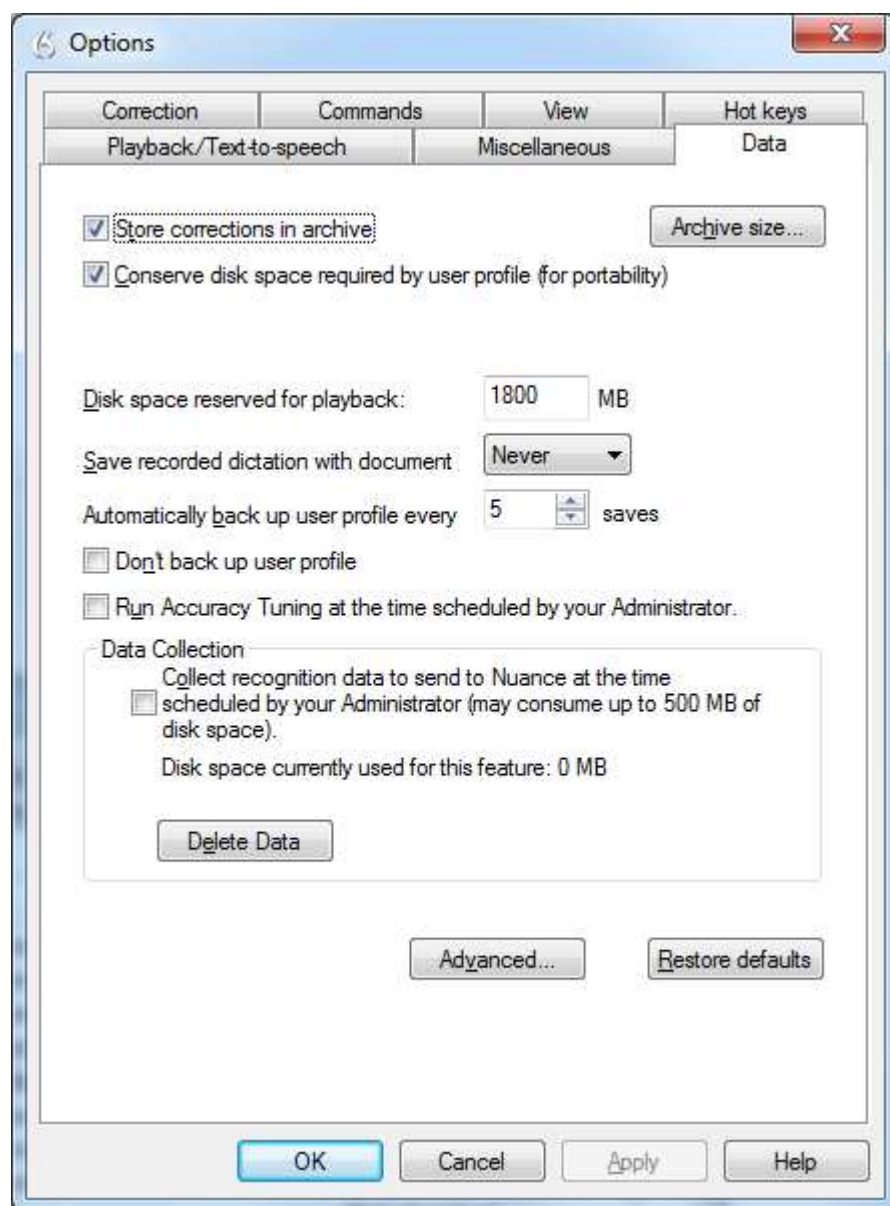 Options
Correction Commands View Hot keys
Playback/Text-to-speech Miscellaneous Data
Store corrections in archive Archive size...
Conserve disk space required by user profile (for portability)
Disk space reserved for playback: 1800 MB
Save recorded dictation with document Never
Automatically back up user profile every 5 saves
Don't back up user profile
Run Accuracy Tuning at the time scheduled by your Administrator.
Data Collection
Collect recognition data to send to Nuance at the time
scheduled by your Administrator (may consume up to 500 MB of
disk space).
Disk space currently used for this feature: 0 MB
Delete Data
Advanced... Restore defaults
OK Cancel Apply Help